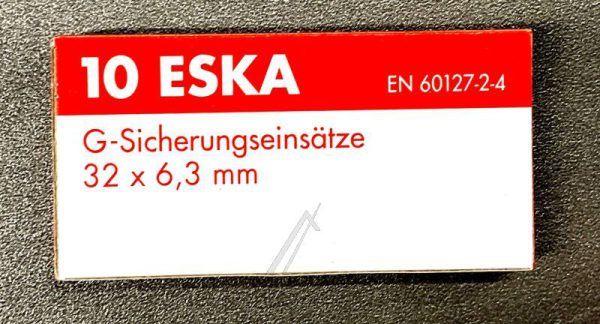 10 ESKA EN 60127-2-4
G-Sicherungseinsätze
32 x 6,3 mm